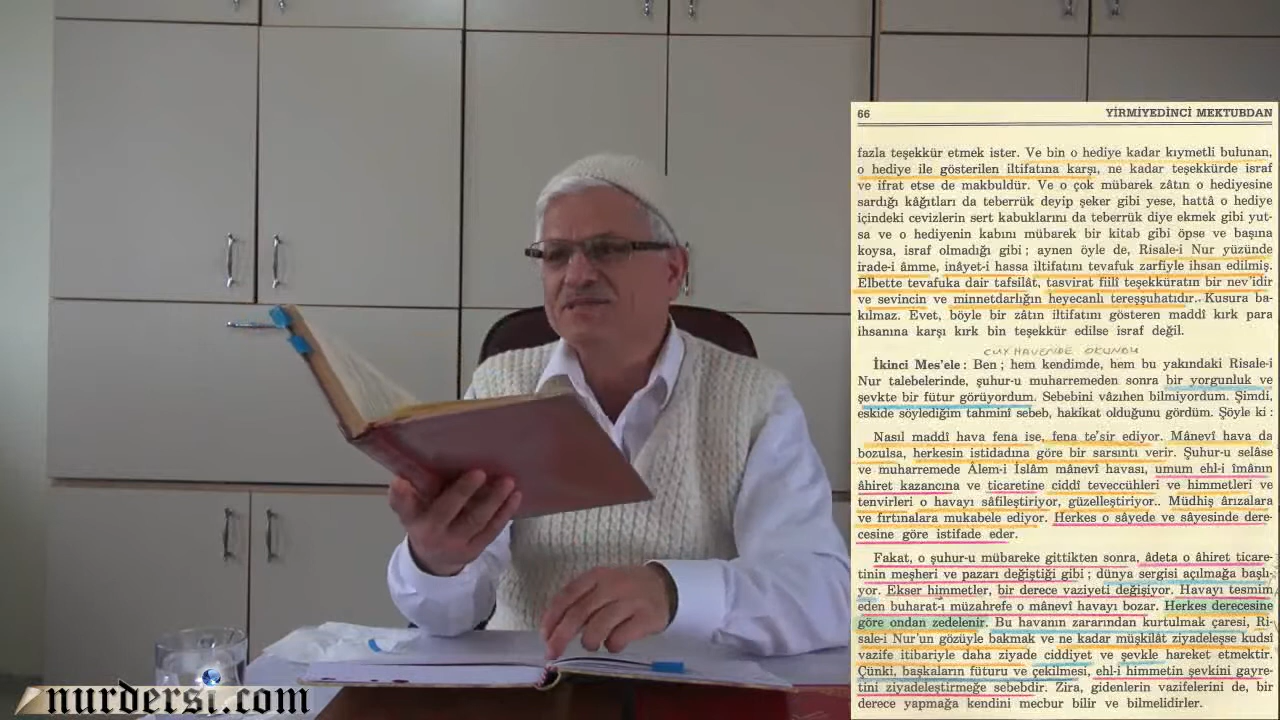 66 YİRMİYEDİNCİ MEKTUBDAN
fazla teşekkür etmek ister. Ve bin o hediye kadar kıymetli bulunan,
o hediye ile gösterilen iltifatına karşı, ne kadar teşekkürde israf
ve ifrat etse de makbuldür. Ve o çok mübarek zâtın o hediyesine
sardığı kâğıtları da teberrük deyip şeker gibi yese, hattâ o hediye
içindeki cevizlerin sert kabuklarını da teberrük diye ekmek gibi yut-
sa ve o hediyenin kabını mübarek bir kitab gibi öpse ve başına
koysa, israf olmadığı gibi; aynen öyle de, Risale-i Nur yüzünde
irade-i âmme, inâyet-i hassa iltifatını tevafuk zarfiyle ihsan edilmiş.
Elbette tevafuka dair tafsilât, tasvirat fiilî teşekküratın bir nev'idir
ve sevincin ve minnetdarlığın heyecanlı tereşşuhatıdır.. Kusura ba-
kılmaz. Evet, böyle bir zâtın iltifatını gösteren maddî kırk para
ihsanına karşı kırk bin teşekkür edilse israf değil.
OKUNDU
İkinci Mes'ele: Ben; hem kendimde, hem bu yakındaki Risale-i
Nur talebelerinde, şuhur-u muharremeden sonra bir yorgunluk ve
şevkte bir fütur görüyordum. Sebebini vâzıhen bilmiyordum. Şimdi,
eskide söylediğim tahminî sebeb, hakikat olduğunu gördüm. Şöyle ki:
Nasıl maddî hava fena ise, fena te'sir ediyor. Mânevî hava da
bozulsa, herkesin istidadına göre bir sarsıntı verir. Şuhur-u selâse
ve muharremede Âlem-i İslâm mânevî havası, umum ehl-i îmânın
âhiret kazancına ve ticaretine ciddî teveccühleri ve himmetleri ve
tenvirleri o havayı sâfileştiriyor, güzelleştiriyor.. Müdhiş ârızalara
ve fırtınalara mukabele ediyor. Herkes o sâyede ve sâyesinde dere-
cesine göre istifade eder.
Fakat, o şuhur-u mübareke gittikten sonra, âdeta o âhiret ticare-
tinin meşheri ve pazarı değiştiği gibi; dünya sergisi açılmağa başlı-
yor. Ekser himmetler, bir derece vaziyeti değişiyor. Havayı tesmim
eden buharat-ı müzahrefe o mânevî havayı bozar. Herkes derecesine
göre ondan zedelenir. Bu havanın zararından kurtulmak çaresi, Ri-
sale-i Nur'un gözüyle bakmak ve ne kadar müşkilât ziyadeleşse kudsî
vazife itibariyle daha ziyade ciddiyet ve şevkle hareket etmektir.
Çünki, başkaların füturu ve çekilmesi, ehl-i himmetin şevkini gayre-
tini ziyadeleştirmeğe sebebdir. Zira, gidenlerin vazifelerini de, bir
derece yapmağa kendini mecbur bilir ve bilmelidirler.
nurdersi.com